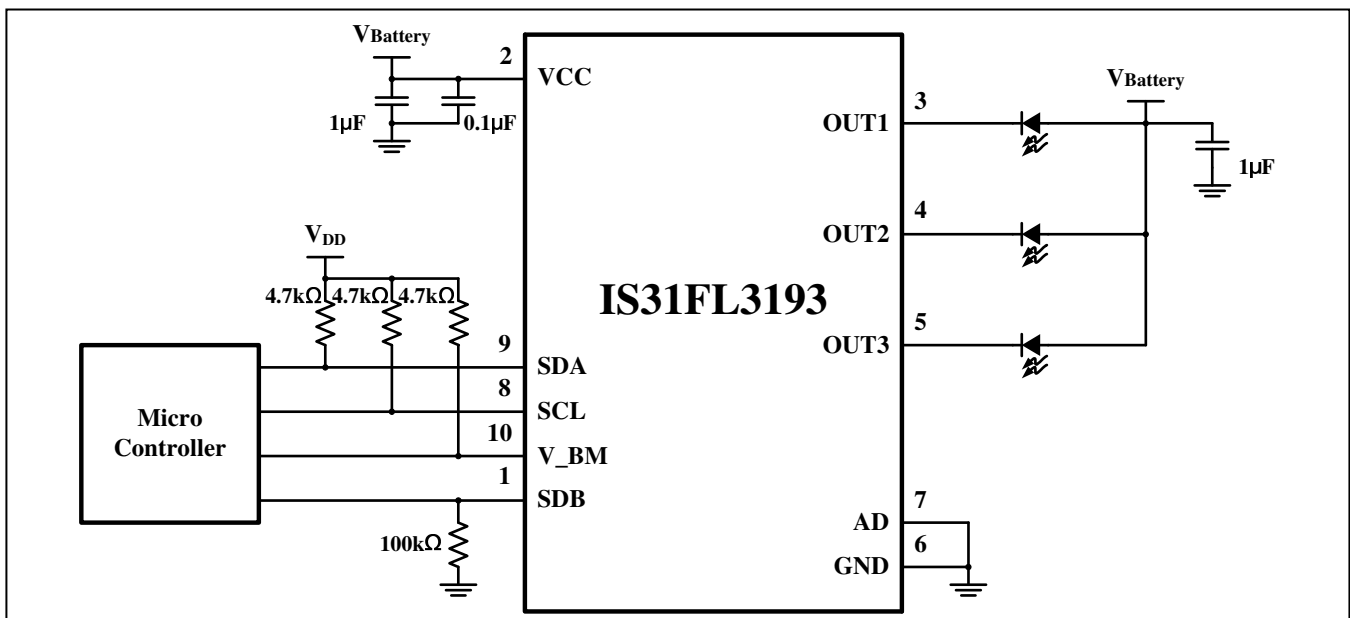 VBattery
2
VCC
1μF
0.1μF
VDD
4.7kΩ 4.7kΩ 4.7kΩ
Micro
Controller
9
SDA
8
SCL
10
V_BM
1
SDB
100kΩ
IS31FL3193
VBattery
3
OUT1
1μF
4
OUT2
5
OUT3
7
AD
6
GND